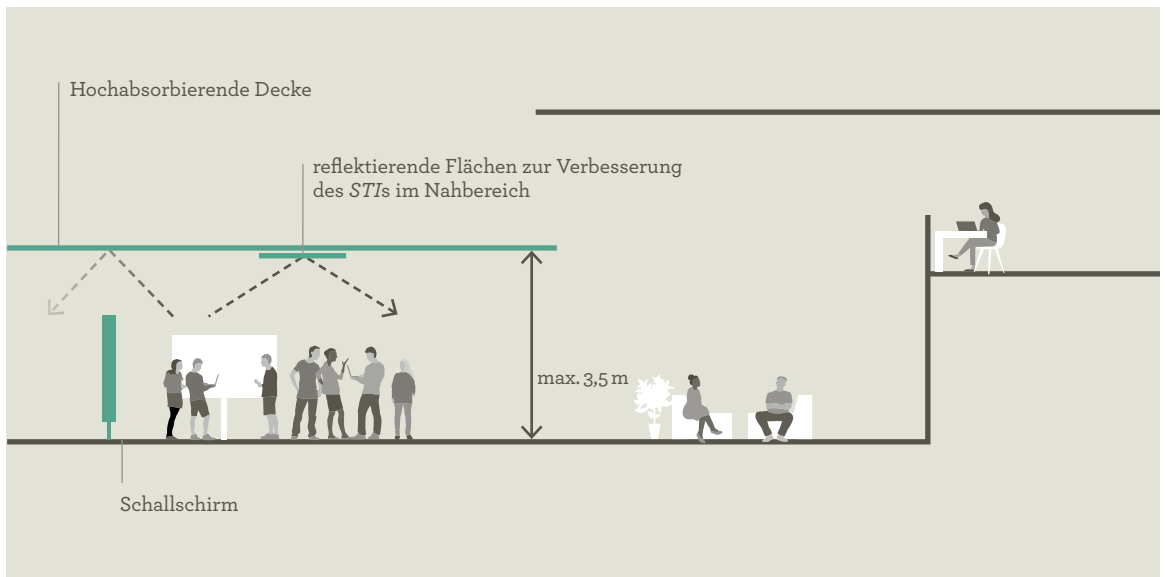 Hochabsorbierende Decke
reflektierende Flächen zur Verbesserung
des STIs im Nahbereich
max. 3,5 m
Schallschirm